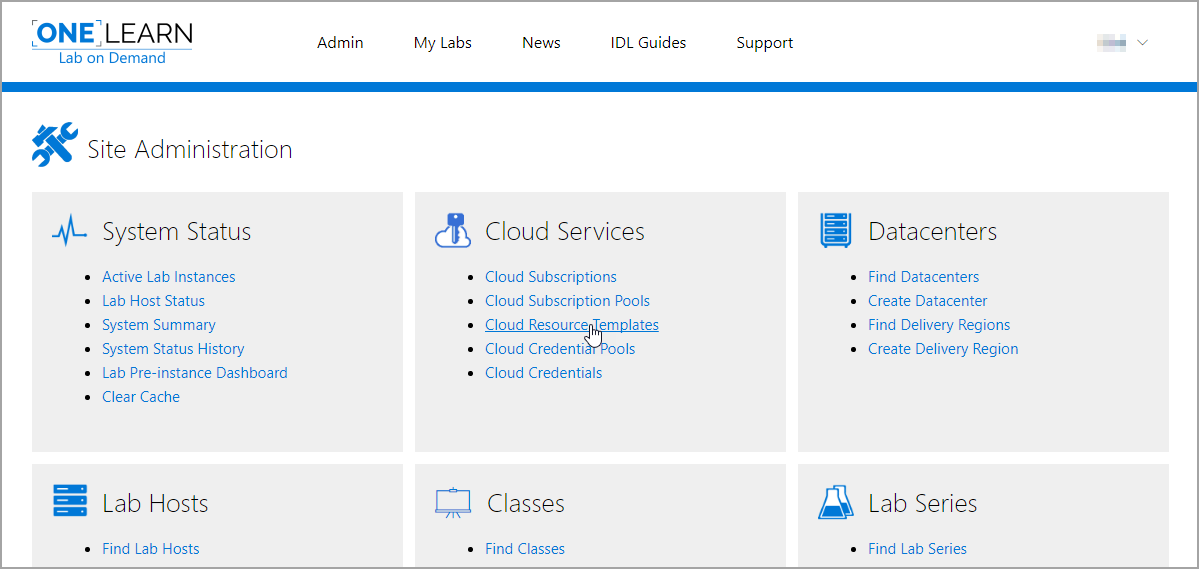 ONE LEARN
Lab on Demand
Admin My Labs News IDL Guides Support
Site Administration
System Status
Active Lab Instances
Lab Host Status
System Summary
System Status History
Lab Pre-instance Dashboard
Clear Cache
Cloud Services
Cloud Subscriptions
Cloud Subscription Pools
Cloud Resource Templates
Cloud Credential Pools
Cloud Credentials
Datacenters
Find Datacenters
Create Datacenter
Find Delivery Regions
Create Delivery Region
Lab Hosts
Find Lab Hosts
Classes
Find Classes
Lab Series
Find Lab Series